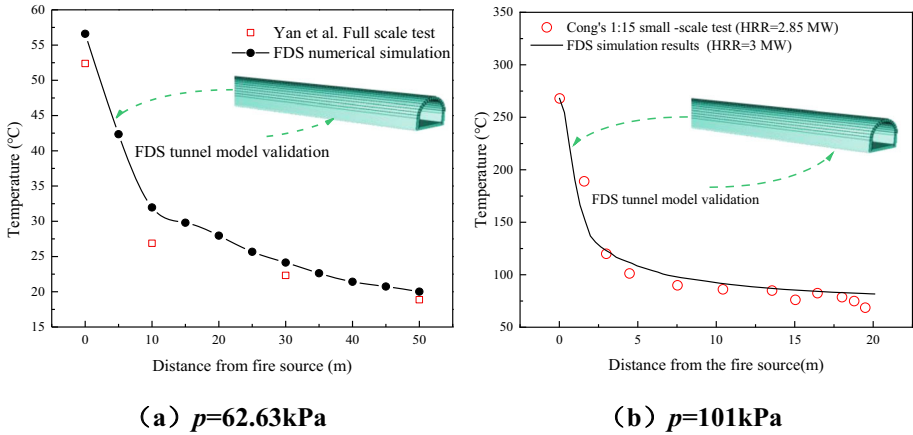 Yan et al. Full scale test
FDS numerical simulation
FDS tunnel model validation
60
55
50
45
40
35
30
25
20
15
0
10
20
30
40
50
Temperature (°C)
Distance from fire source (m)
（a）p=62.63kPa
Cong's 1:15 small -scale test (HRR=2.85 MW)
FDS simulation results (HRR=3 MW)
FDS tunnel model validation
350
300
250
200
150
100
50
0
5
10
15
20
Temperature (°C)
Distance from the fire source(m)
（b）p=101kPa